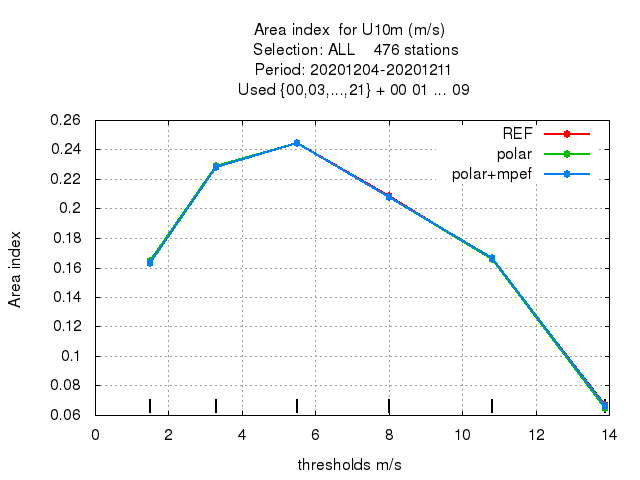 Area index  for U10m (m/s)
Selection: ALL    476 stations
Period: 20201204-20201211
Used {00,03,...,21} + 00 01 ... 09
REF
polar
polar+mpef
0.26
0.24
0.22
0.2
0.18
0.16
0.14
0.12
0.1
0.08
0.06
Area index
0 2 4 6 8 10 12 14
thresholds m/s